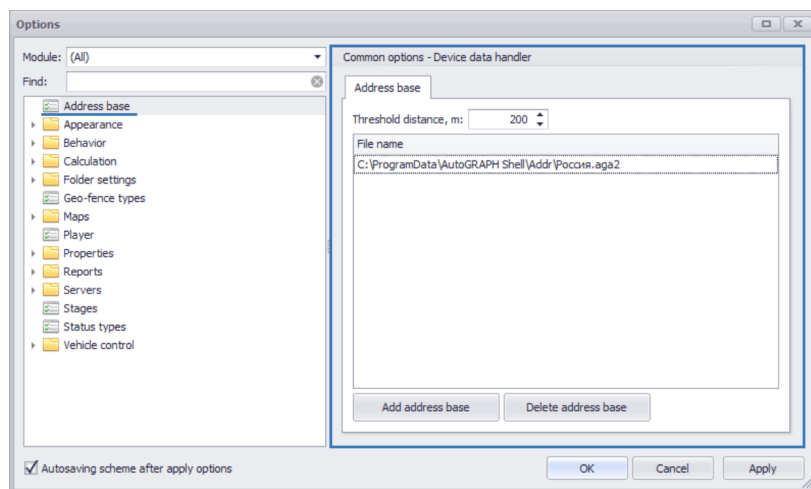 Options
Module: (All)
Find:
Address base
Appearance
Behavior
Calculation
Folder settings
Geo-fence types
Maps
Player
Properties
Reports
Servers
Stages
Status types
Vehicle control
Common options - Device data handler
Address base
Threshold distance, m: 200
File name
C:\ProgramData\AutoGRAPH Shell\Addr\Россия.aga2
Add address base Delete address base
Autosaving scheme after apply options
OK Cancel Apply